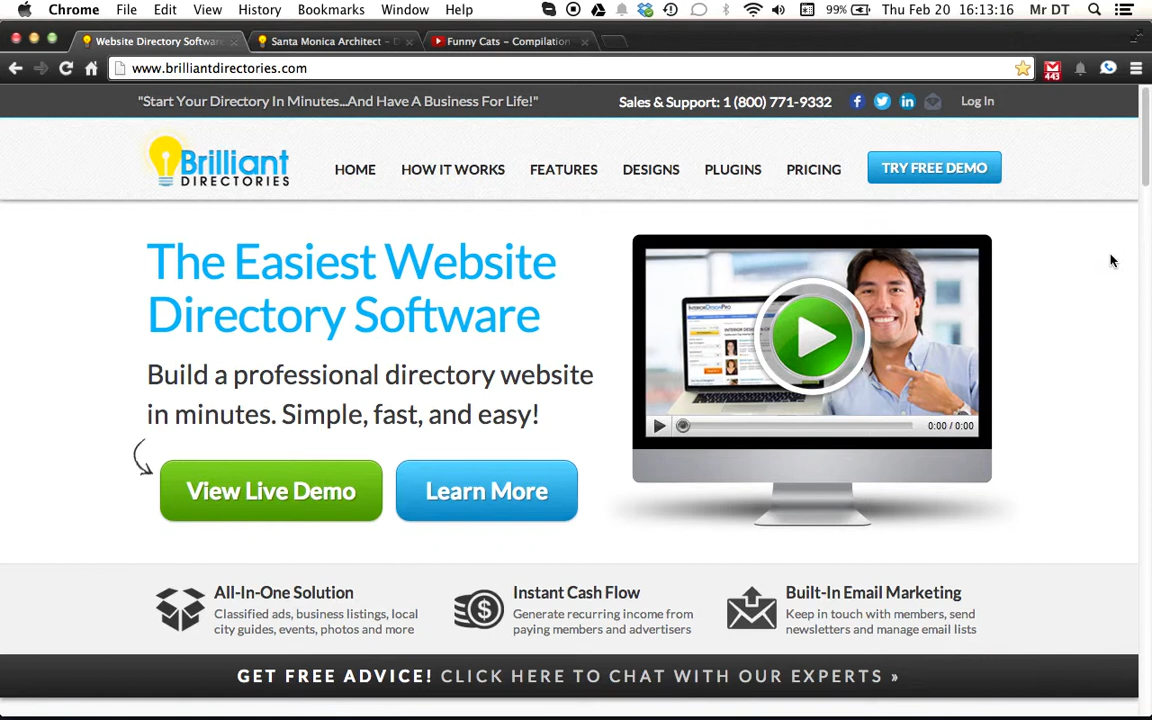 Chrome File Edit View History Bookmarks Window Help 99% Thu Feb 20 16:13:16 Mr DT
Website Directory Softwar Santa Monica Architect - D Funny Cats – Compilation
www.brilliantdirectories.com 443
"Start Your Directory In Minutes...And Have A Business For Life!" Sales & Support: 1 (800) 771-9332 Log In
Brilliant
DIRECTORIES
HOME HOW IT WORKS FEATURES DESIGNS PLUGINS PRICING TRY FREE DEMO
The Easiest Website
Directory Software
Build a professional directory website
in minutes. Simple, fast, and easy!
0:00 / 0:00
View Live Demo Learn More
All-In-One Solution
Classified ads, business listings, local
city guides, events, photos and more
Instant Cash Flow
Generate recurring income from
paying members and advertisers
Built-In Email Marketing
Keep in touch with members, send
newsletters and manage email lists
GET FREE ADVICE! CLICK HERE TO CHAT WITH OUR EXPERTS »